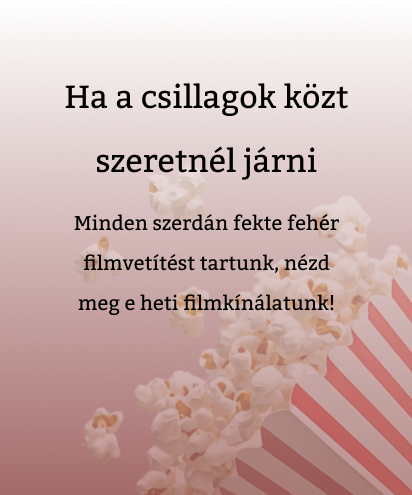 Ha a csillagok közt
szeretnél járni
Minden szerdán fekte fehér
filmvetítést tartunk, nézd
meg e heti filmkínálatunk!